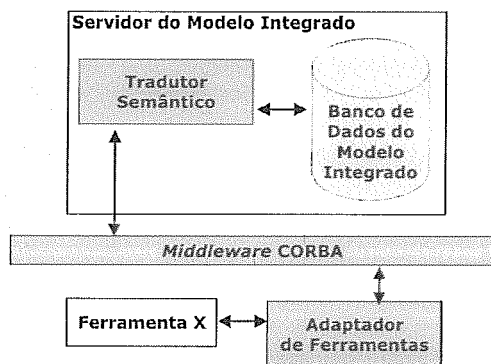 Servidor do Modelo Integrado
Tradutor
Semântico
Banco de
Dados do
Modelo
Integrado
Middleware CORBA
Ferramenta X
Adaptador
de Ferramentas